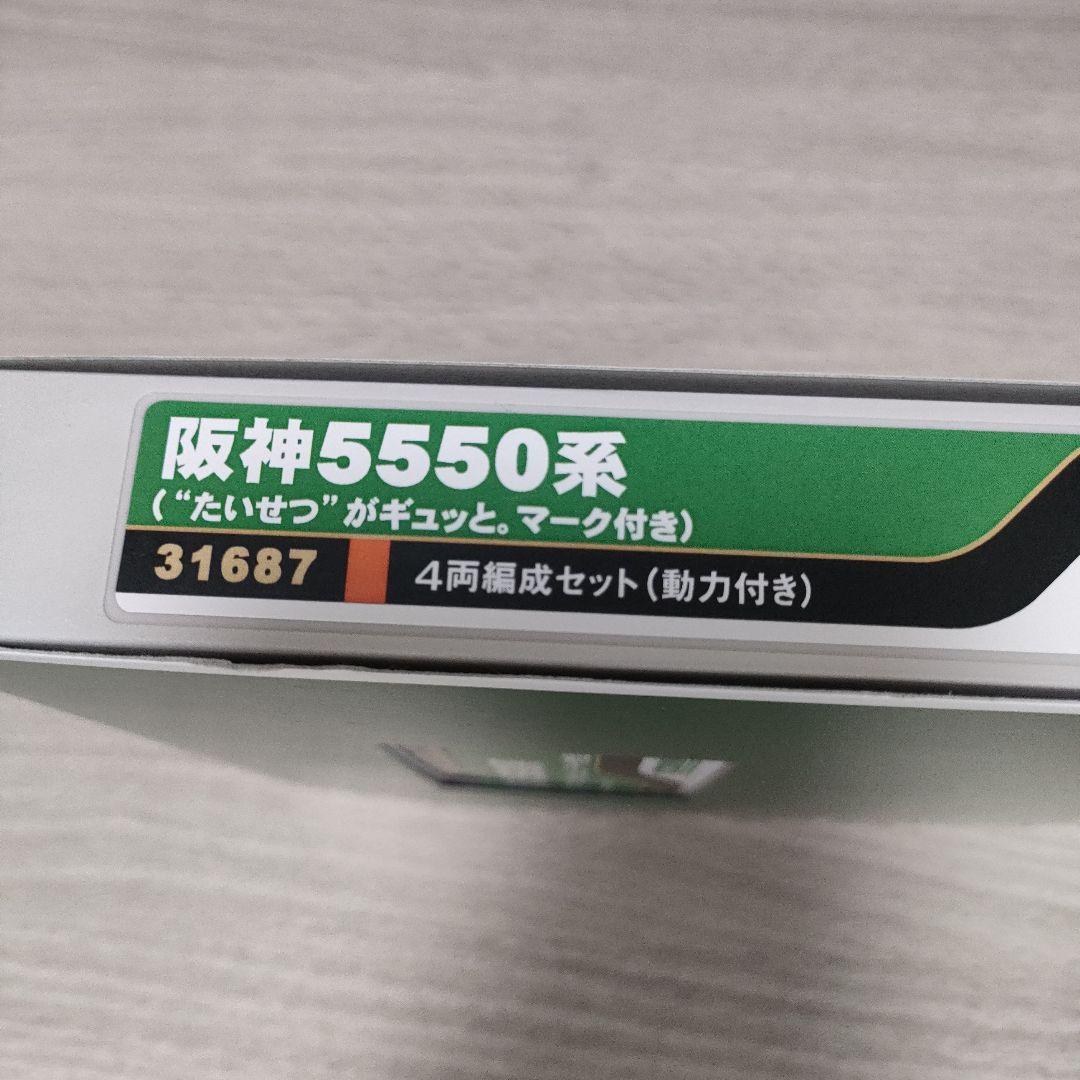 阪神5550系
（“たいせつ”がギュッと。マーク付き）
31687
4両編成セット（動力付き）